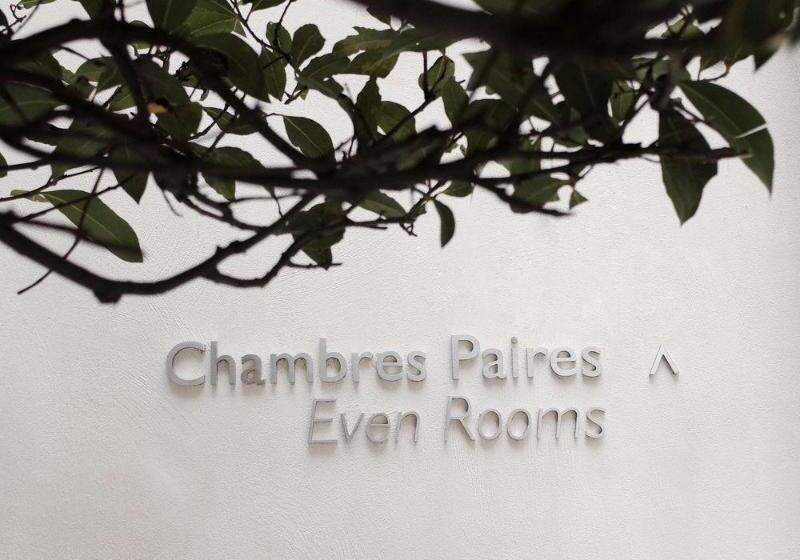 Chambres Paires ^
Even Rooms